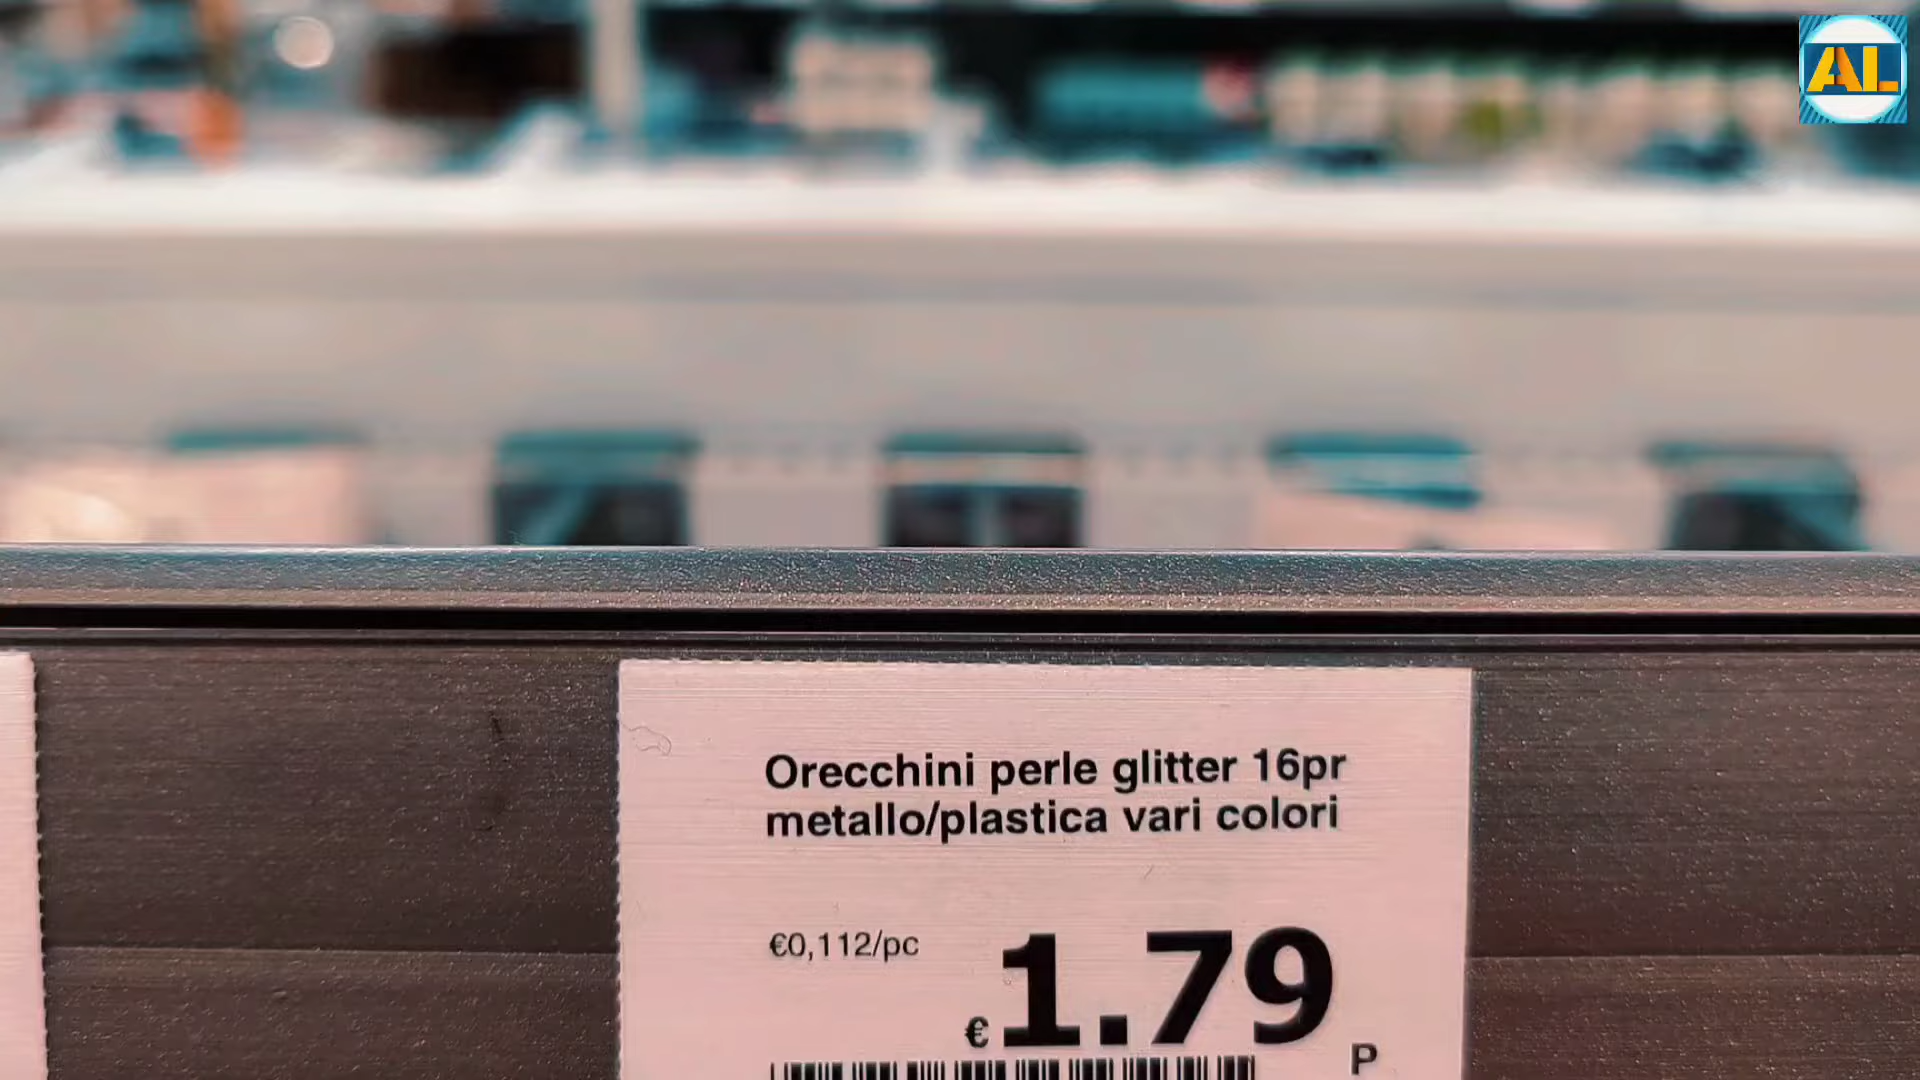 AL
Orecchini perle glitter 16pr
metallo/plastica vari colori
€0,112/pc
€1.79
P